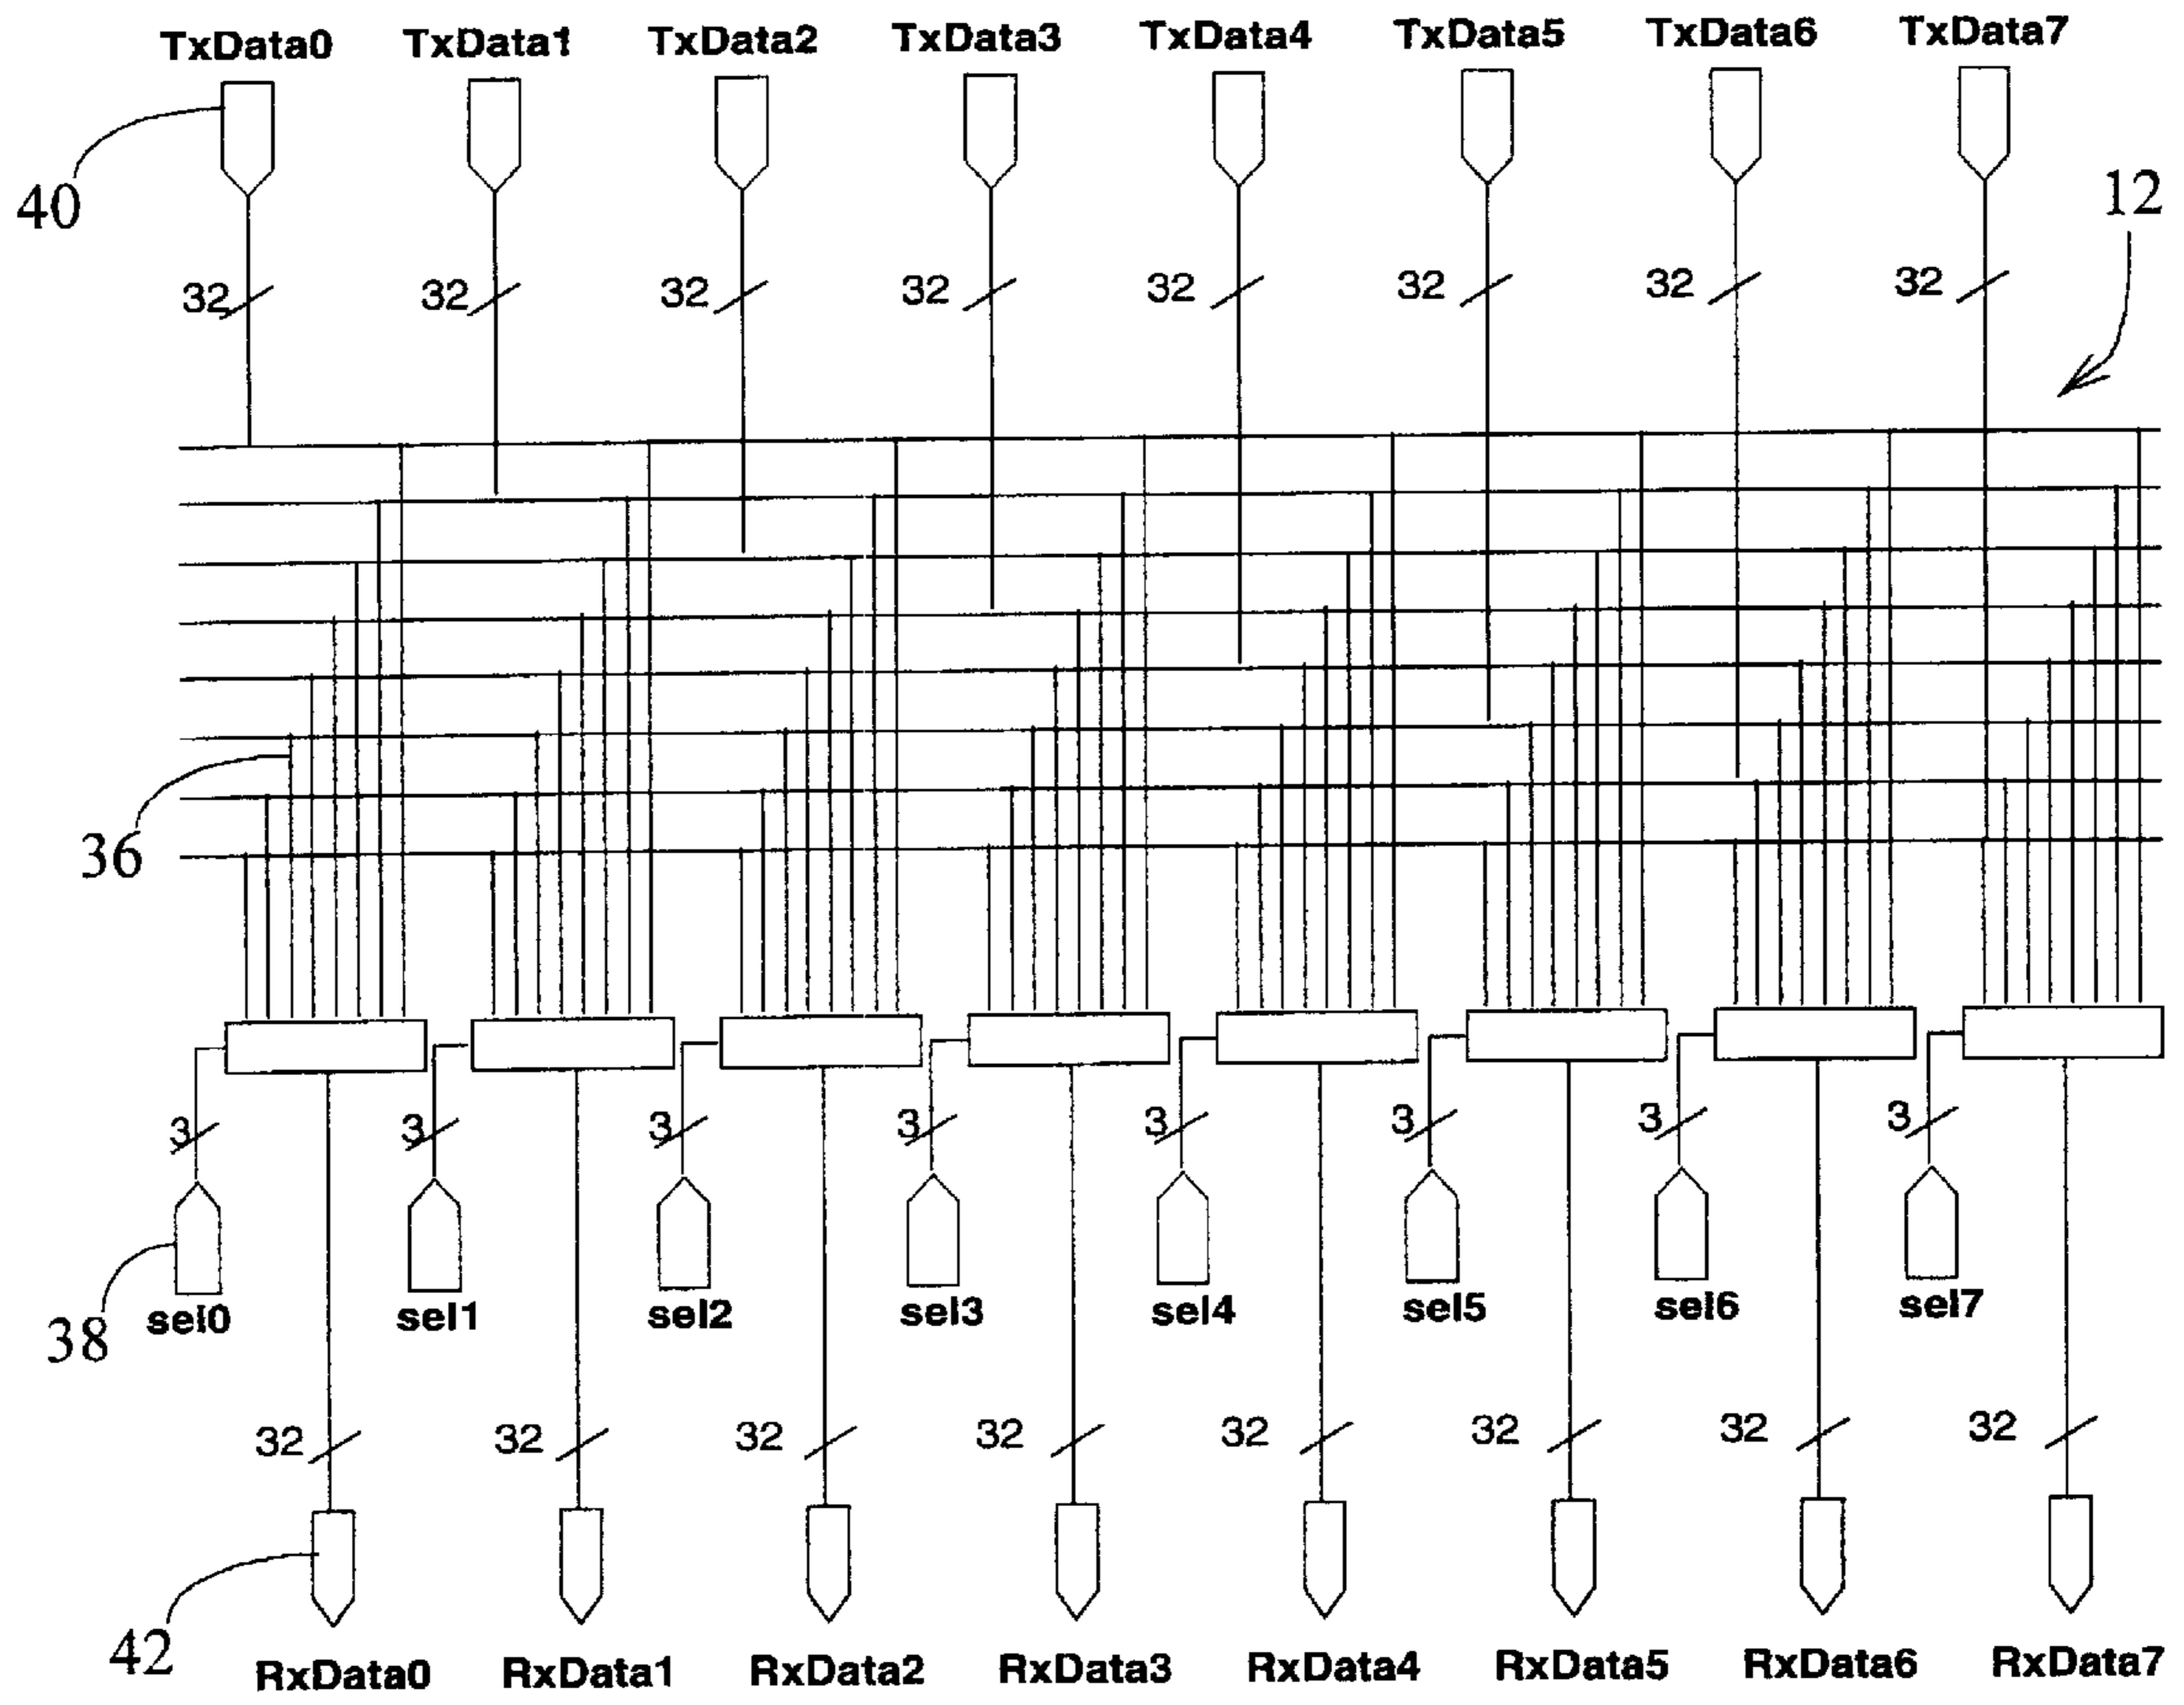 TxData0 TxData1 TxData2 TxData3 TxData4 TxData5 TxData6 TxData7
40
12
32 32 32 32 32 32 32 32
36
3 3 3 3 3 3 3 3
38
sel0 sel1 sel2 sel3 sel4 sel5 sel6 sel7
32 32 32 32 32 32 32 32
42
RxData0 RxData1 RxData2 RxData3 RxData4 RxData5 RxData6 RxData7